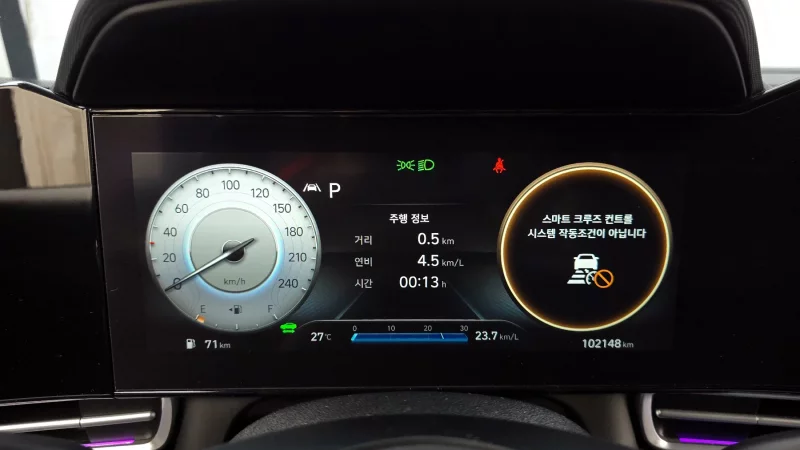 0 20 40 60 80 100 120 150 180 210 240
km/h
E F
71 km
P
주행 정보
거리 0.5 km
연비 4.5 km/L
시간 00:13 h
27℃
0 10 20 30
23.7 km/L
스마트 크루즈 컨트롤
시스템 작동조건이 아닙니다
102148 km